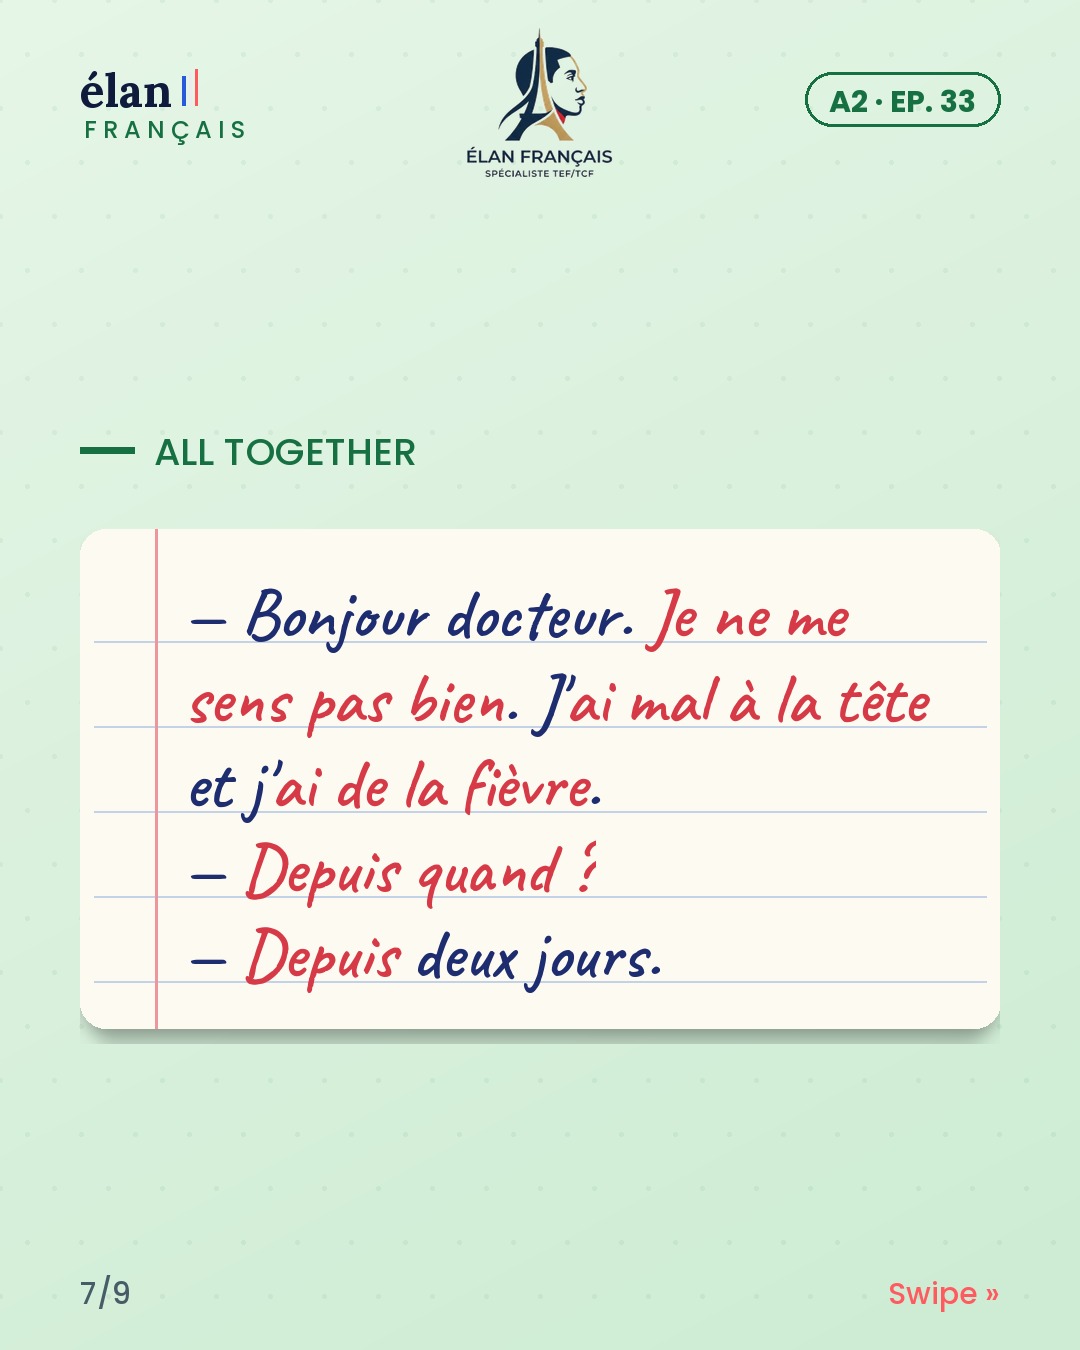 élan
FRANÇAIS
ÉLAN FRANÇAIS
SPÉCIALISTE TEF/TCF
A2 · EP. 33
ALL TOGETHER
– Bonjour docteur. Je ne me
sens pas bien. J'ai mal à la tête
et j'ai de la fièvre.
– Depuis quand ?
– Depuis deux jours.
7/9
Swipe »